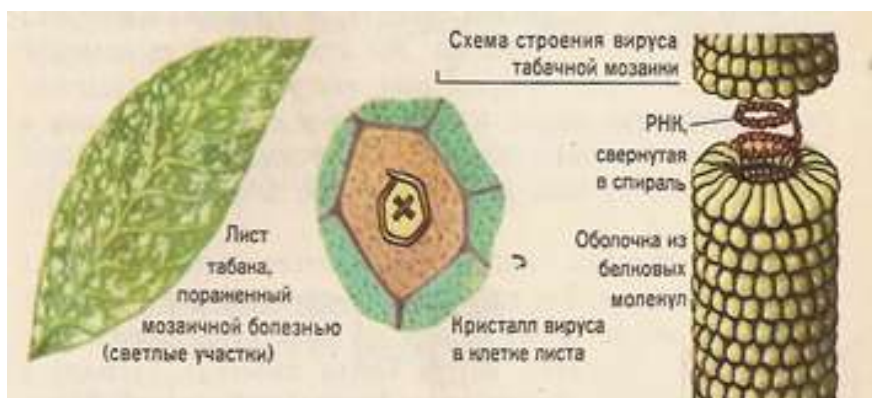 Схема строения вируса
табачной мозаики
РНК,
свернутая
в спираль
Оболочка из
белковых
молекул
Лист
табака,
пораженный
мозаичной болезнью
(светлые участки)
Кристалл вируса
в клетке листа